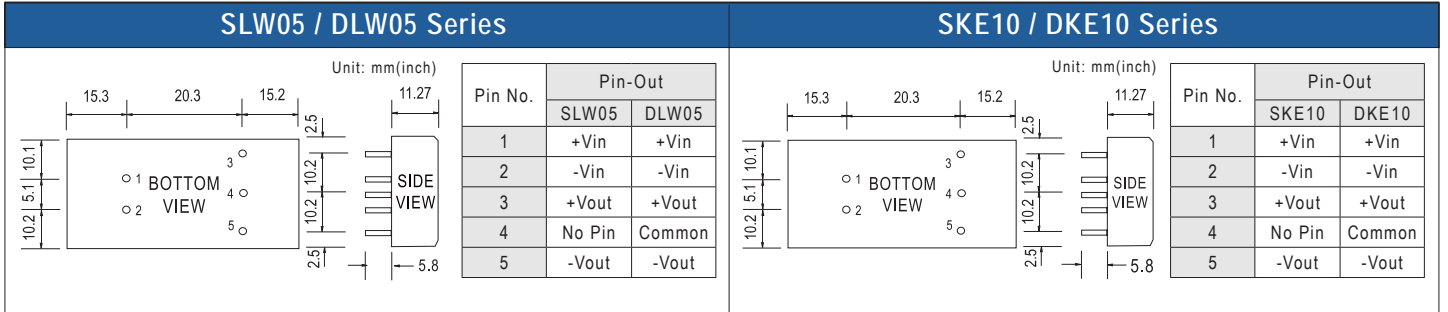 SLW05 / DLW05 Series
Unit: mm(inch)
15.3 20.3 15.2 11.27
2.5
10.1 5.1 10.2
10.2 10.2
2.5
3
1 BOTTOM 4 SIDE
2 VIEW VIEW
5
5.8
Pin No. Pin-Out
SLW05 DLW05
1 +Vin +Vin
2 -Vin -Vin
3 +Vout +Vout
4 No Pin Common
5 -Vout -Vout
SKE10 / DKE10 Series
Unit: mm(inch)
15.3 20.3 15.2 11.27
2.5
10.1 5.1 10.2
10.2 10.2
2.5
3
1 BOTTOM 4 SIDE
2 VIEW VIEW
5
5.8
Pin No. Pin-Out
SKE10 DKE10
1 +Vin +Vin
2 -Vin -Vin
3 +Vout +Vout
4 No Pin Common
5 -Vout -Vout